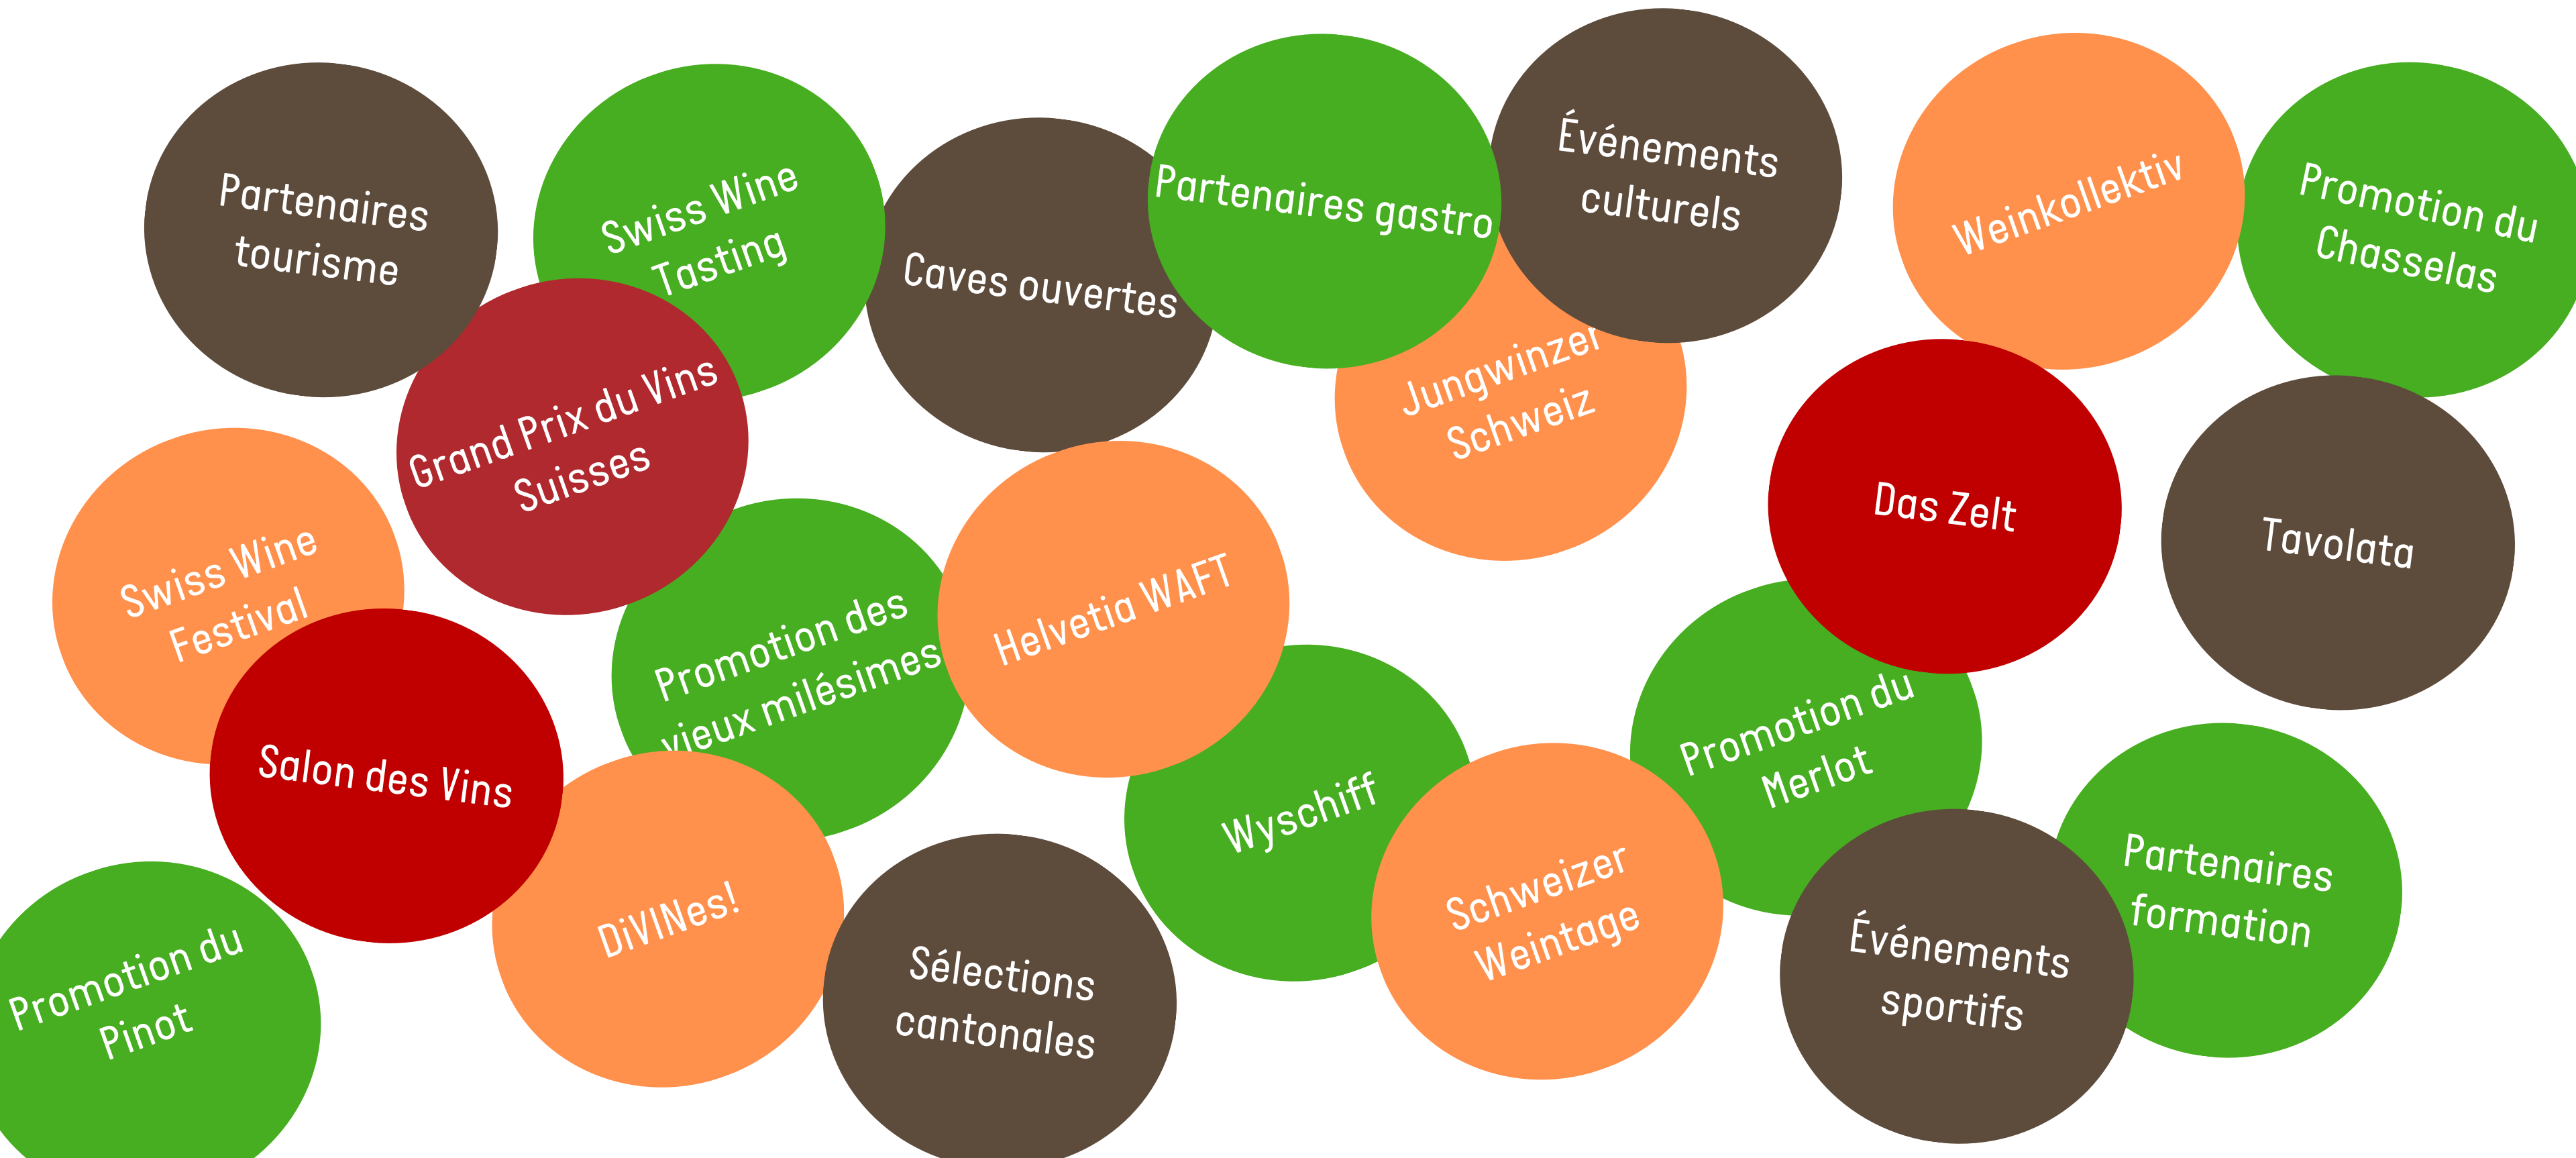 Partenaires
tourisme
Swiss Wine
Tasting
Caves ouvertes
Partenaires gastro
Événements
culturels
Weinkollektiv
Promotion du
Chasselas
Grand Prix du Vins
Suisses
Jungwinzer
Schweiz
Das Zelt
Tavolata
Swiss Wine
Festival
Promotion des
vieux milésimes
Helvetia WAFT
Salon des Vins
Wyschiff
Promotion du
Merlot
DiVINes!
Schweizer
Weintage
Partenaires
formation
Promotion du
Pinot
Sélections
cantonales
Événements
sportifs